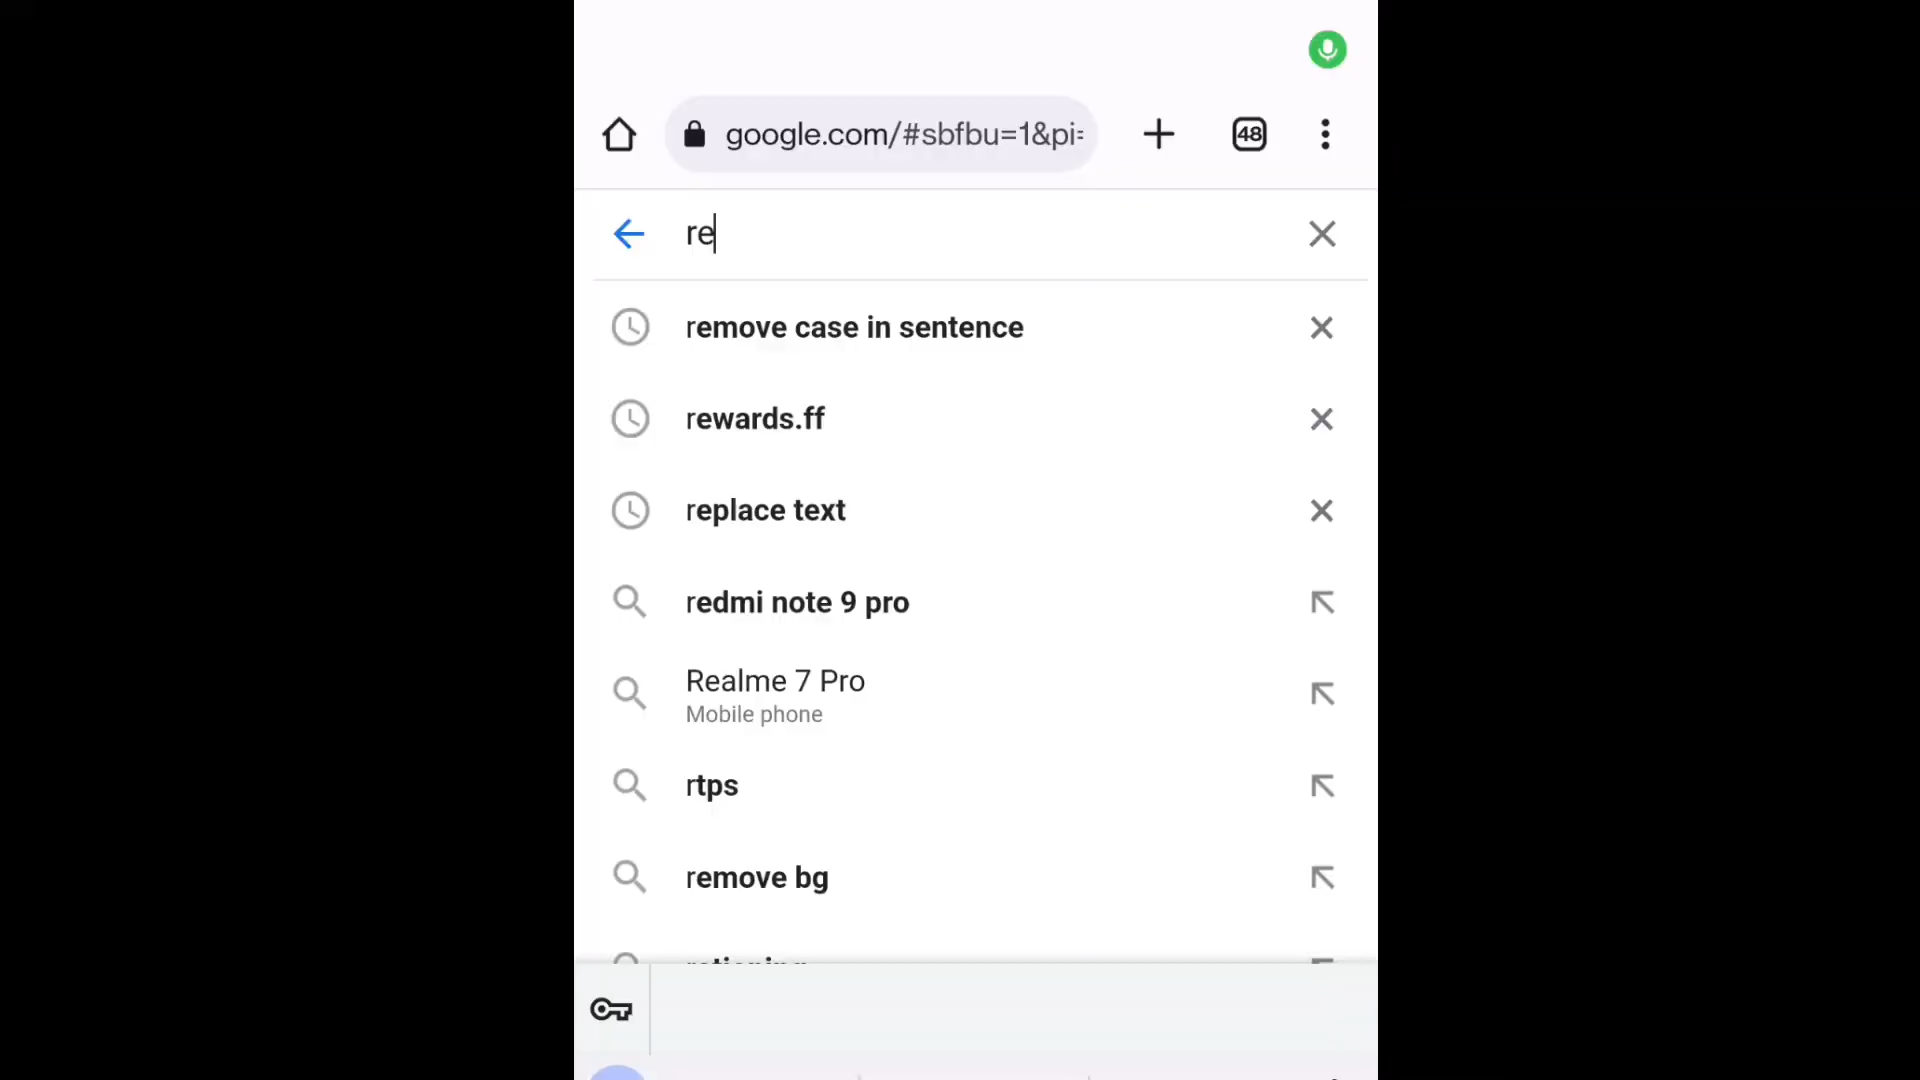 google.com/#sbfbu=1&pi=
48
re
remove case in sentence
rewards.ff
replace text
redmi note 9 pro
Realme 7 Pro
Mobile phone
rtps
remove bg